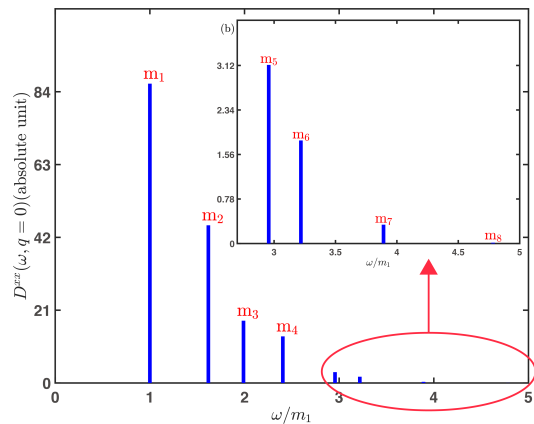 (b)
3.12
2.34
1.56
0.78
0
m₅
m₆
m₇
m₈
3
3.5
4
4.5
5
ω/m₁
84
63
42
21
0
Dˣˣ(ω, q = 0)(absolute unit)
m₁
m₂
m₃
m₄
0
1
2
3
4
5
ω/m₁